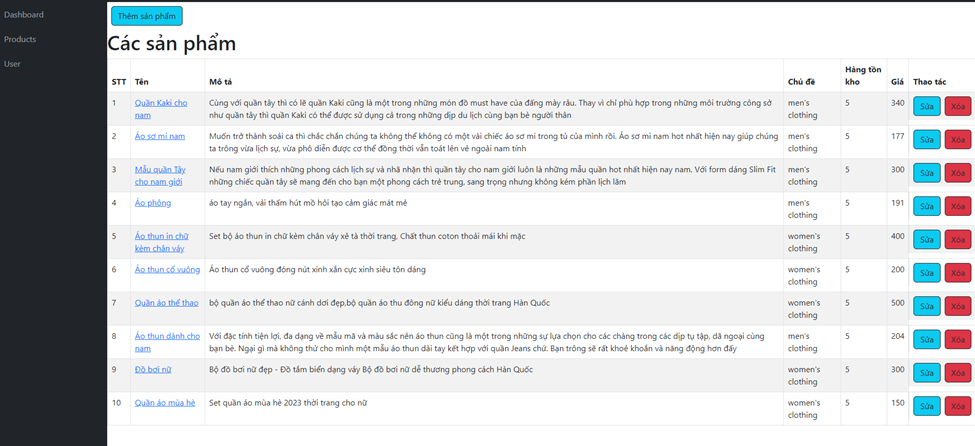 Dashboard
Products
User
Thêm sản phẩm
Các sản phẩm
STT Tên Mô tả Chủ đề Hàng tồn kho Giá Thao tác
1 Quần Kaki cho nam Cùng với quần tây thì có lẽ quần Kaki cũng là một trong những món đồ must have của đấng mày râu. Thay vì chỉ phù hợp trong những môi trường công sở
như quần tây thì quần Kaki có thể được sử dụng cả trong những dịp du lịch cùng bạn bè người thân men's clothing 5 340 Sửa Xóa
2 Áo sơ mi nam Muốn trở thành soái ca thì chắc chắn chúng ta không thể không có một vài chiếc áo sơ mi trong tủ của mình rồi. Áo sơ mi nam hot nhất hiện nay giúp chúng
ta trông vừa lịch sự, vừa phô diễn được cơ thể đồng thời vẫn toát lên vẻ ngoài nam tính men's clothing 5 177 Sửa Xóa
3 Mẫu quần Tây cho nam giới Nếu nam giới thích những phong cách lịch sự và nhã nhặn thì quần tây cho nam giới luôn là những mẫu quần hot nhất hiện nay nam. Với form dáng Slim Fit
những chiếc quần tây sẽ mang đến cho bạn một phong cách trẻ trung, sang trọng nhưng không kém phần lịch lãm men's clothing 5 300 Sửa Xóa
4 Áo phông áo tay ngắn, vải thấm hút mồ hôi tạo cảm giác mát mẻ men's clothing 5 191 Sửa Xóa
5 Áo thun in chữ kèm chân váy Set bộ áo thun in chữ kèm chân váy xẻ tà thời trang, Chất thun coton thoải mái khi mặc women's clothing 5 400 Sửa Xóa
6 Áo thun cổ vuông Áo thun cổ vuông đóng nút xinh xắn cực xinh siêu tôn dáng women's clothing 5 200 Sửa Xóa
7 Quần áo thể thao bộ quần áo thể thao nữ cánh dơi đẹp,bộ quần áo thu đông nữ kiểu dáng thời trang Hàn Quốc women's clothing 5 500 Sửa Xóa
8 Áo thun dành cho nam Với đặc tính tiện lợi, đa dạng về mẫu mã và màu sắc nên áo thun cũng là một trong những sự lựa chọn cho các chàng trong các dịp tụ tập, dã ngoại cùng
bạn bè. Ngại gì mà không thử cho mình một mẫu áo thun dài tay kết hợp với quần Jeans chứ. Bạn trông sẽ rất khoẻ khoắn và năng động hơn đấy men's clothing 5 204 Sửa Xóa
9 Đồ bơi nữ Bộ đồ bơi nữ đẹp - Đồ tắm biển dạng váy Bộ đồ bơi nữ dễ thương phong cách Hàn Quốc women's clothing 5 300 Sửa Xóa
10 Quần áo mùa hè Set quần áo mùa hè 2023 thời trang cho nữ women's clothing 5 150 Sửa Xóa